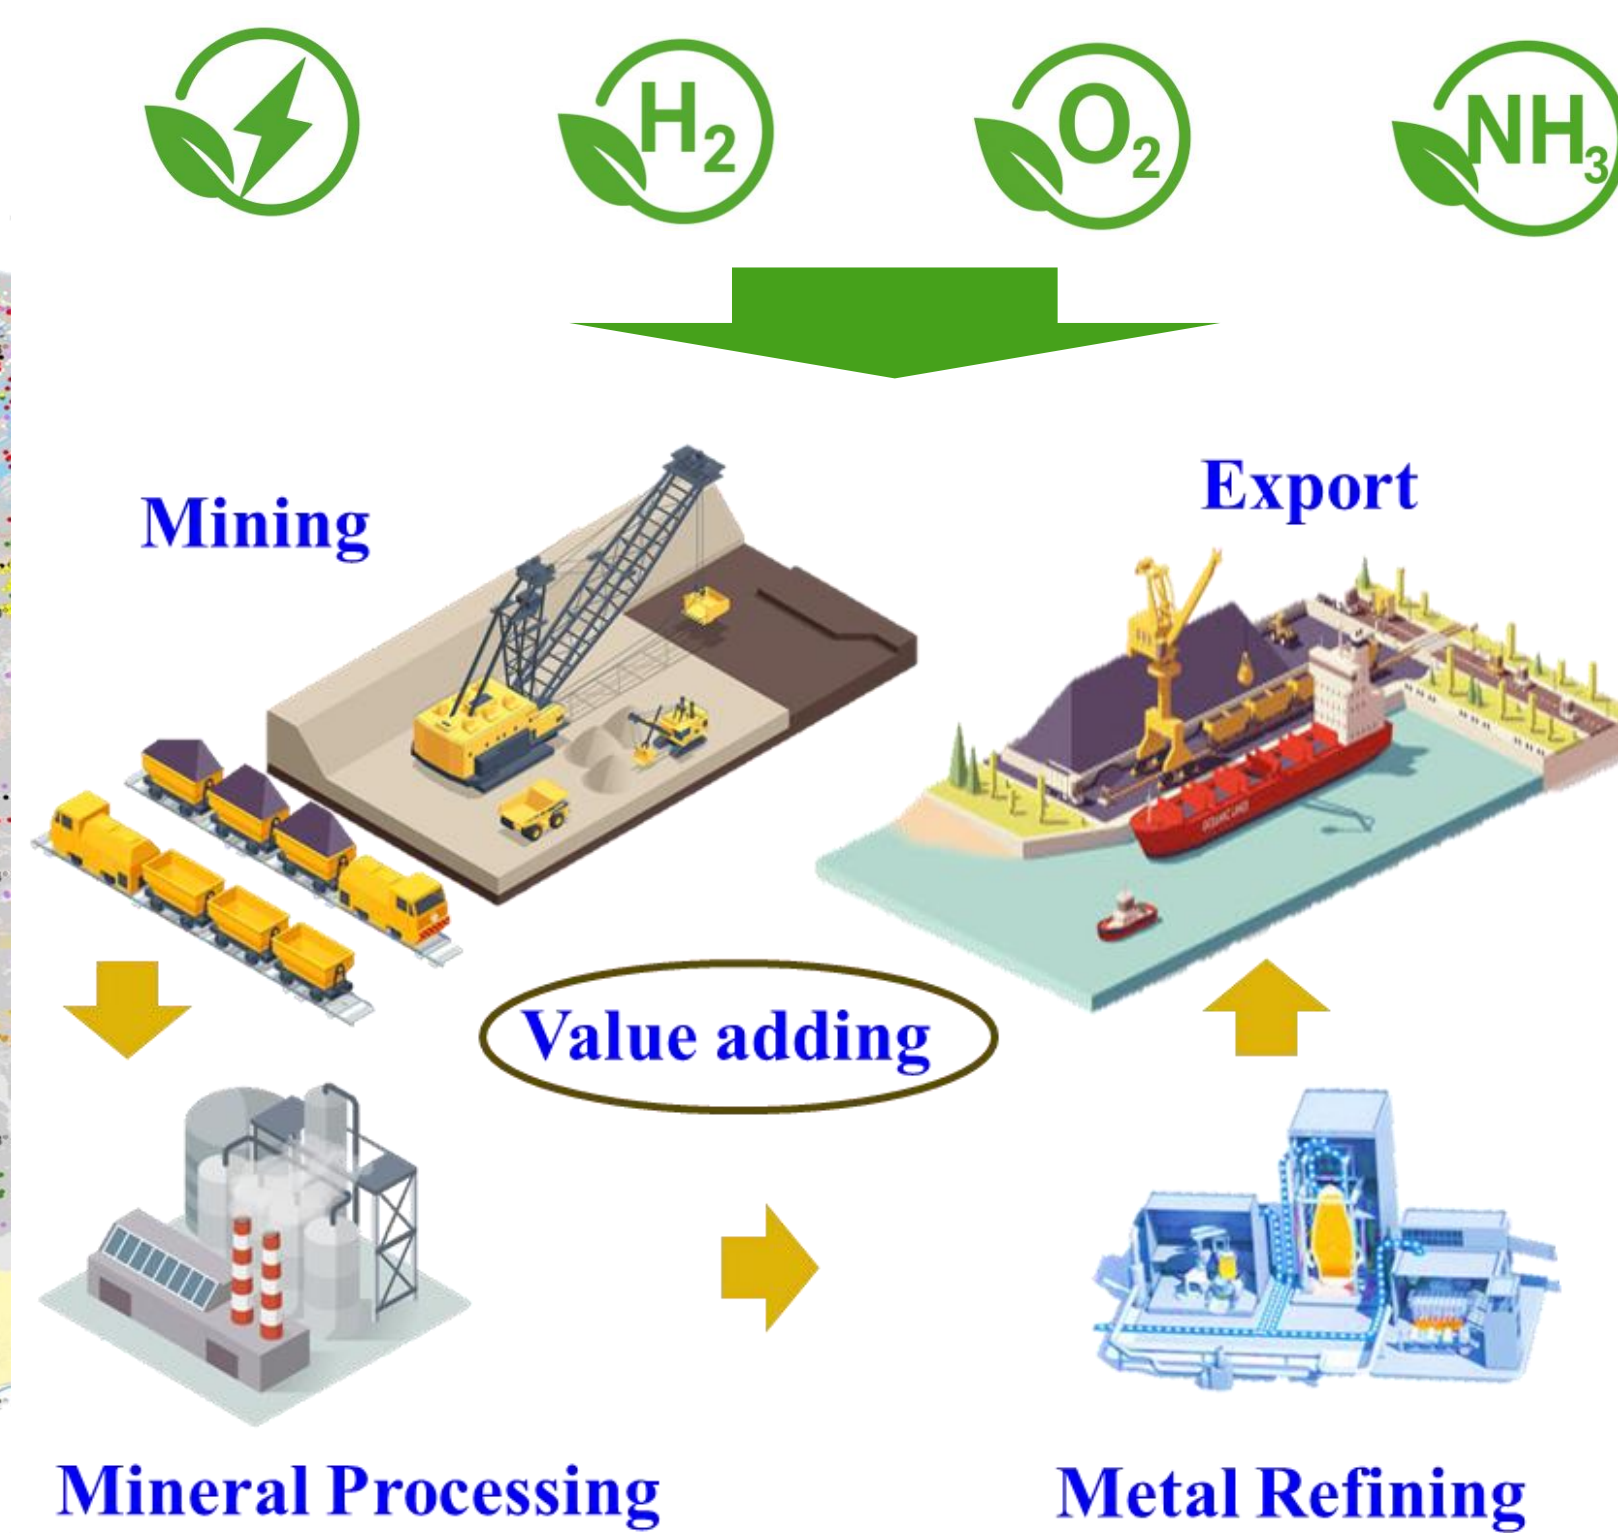 H2
O2
NH3
Mining
Export
Value adding
Mineral Processing
Metal Refining